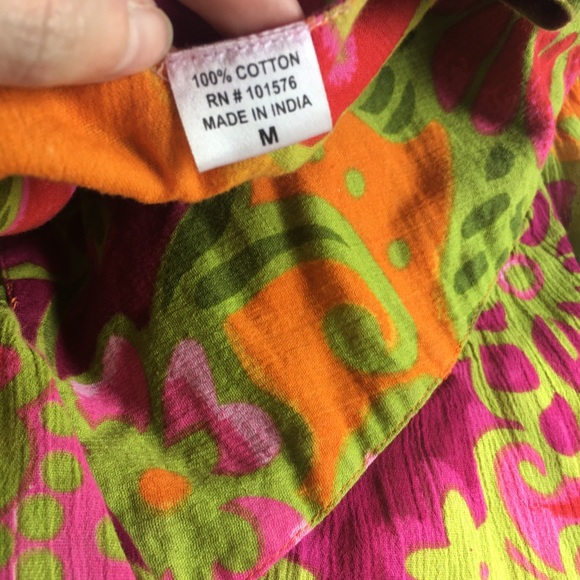 100% COTTON
RN # 101576
MADE IN INDIA
M